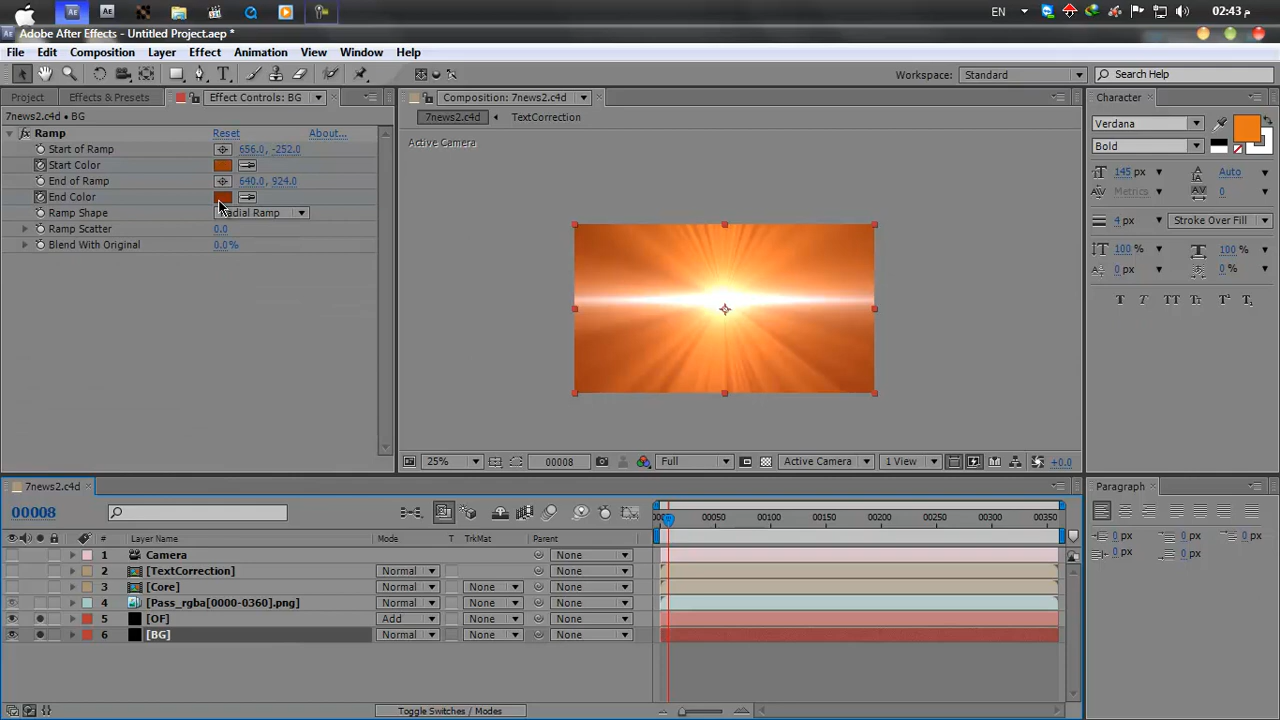 EN
02:43 م
Adobe After Effects - Untitled Project.aep *
File Edit Composition Layer Effect Animation View Window Help
Workspace: Standard
Search Help
Project Effects & Presets Effect Controls: BG
Composition: 7news2.c4d
Character
7news2.c4d • BG
7news2.c4d TextCorrection
Ramp Reset About...
Start of Ramp 656.0, -252.0
Start Color
End of Ramp 640.0, 924.0
End Color
Ramp Shape Radial Ramp
Ramp Scatter 0.0
Blend With Original 0.0%
Active Camera
Verdana
Bold
145 px Auto
Metrics 0
4 px Stroke Over Fill
100 % 100 %
0 px 0 %
T T TT Tr T¹ T₁
25% 00008 Full Active Camera 1 View +0.0
7news2.c4d
Paragraph
00008
00050 00100 00150 00200 00250 00300 00350
# Layer Name Mode T TrkMat Parent
1 Camera None
2 [TextCorrection] Normal None
3 [Core] Normal None None
4 [Pass_rgba[0000-0360].png] Normal None None
5 [OF] Add None None
6 [BG] Normal None None
0 px 0 px 0 px
0 px 0 px
Toggle Switches / Modes